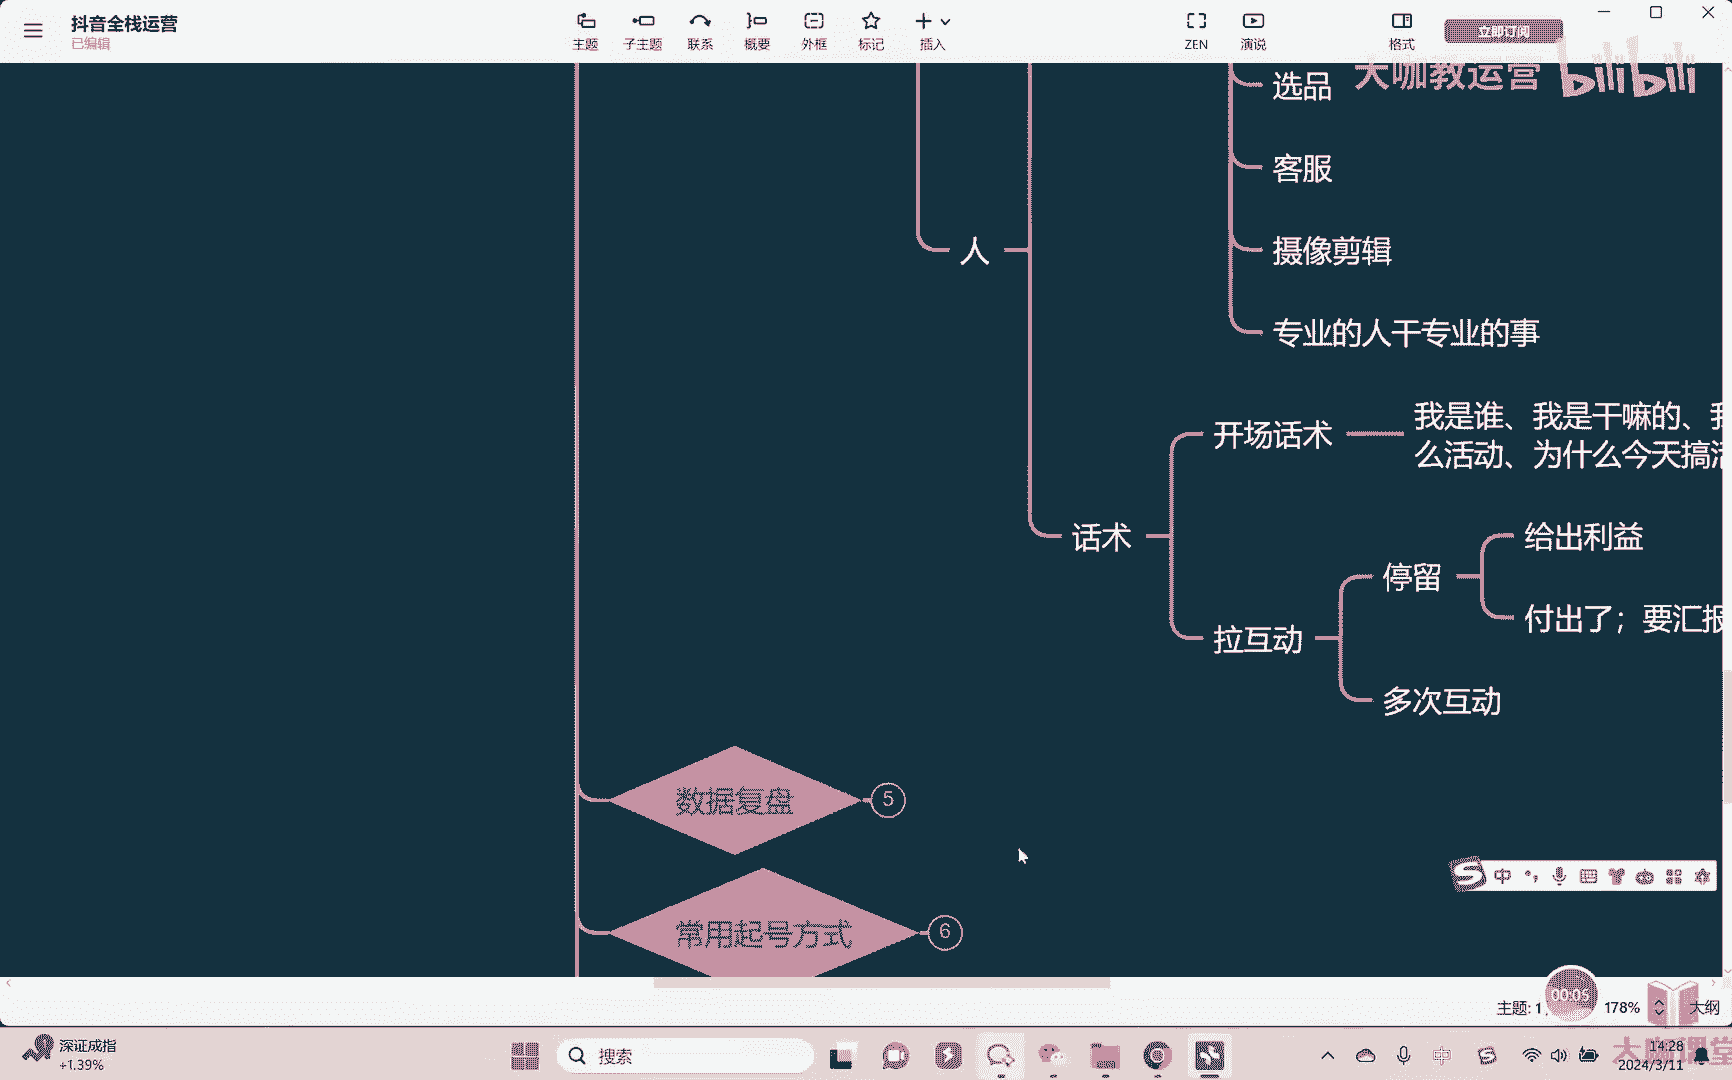 抖音全栈运营
已编辑
主题
子主题
联系
概要
外框
标记
插入
ZEN
演说
格式
立即订阅
大咖教运营
bilibili
选品
客服
人
摄像剪辑
专业的人干专业的事
开场话术
我是谁、我是干嘛的、我
么活动、为什么今天搞活
话术
给出利益
停留
付出了；要汇报
拉互动
多次互动
数据复盘
5
常用起号方式
6
中
主题: 1
00:05
178%
大纲
深证成指
+1.39%
搜索
中
14:28
2024/3/11
大咖课堂